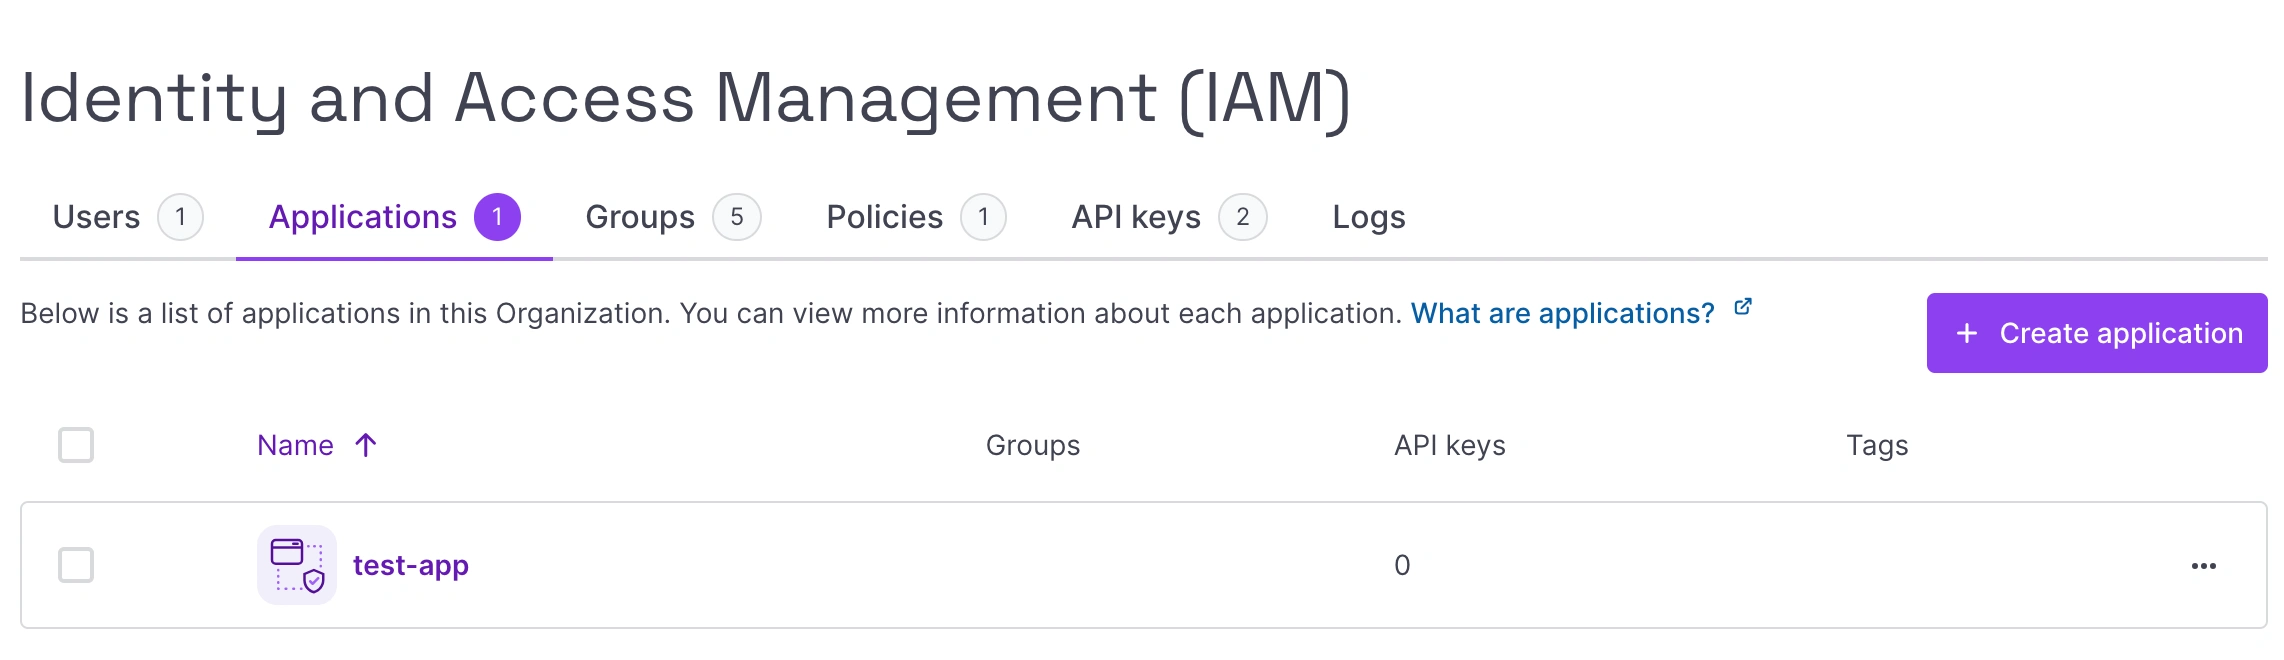 Identity and Access Management (IAM)
Users 1 Applications 1 Groups 5 Policies 1 API keys 2 Logs
Below is a list of applications in this Organization. You can view more information about each application. What are applications?
+ Create application
Name ↑ Groups API keys Tags
test-app 0 •••